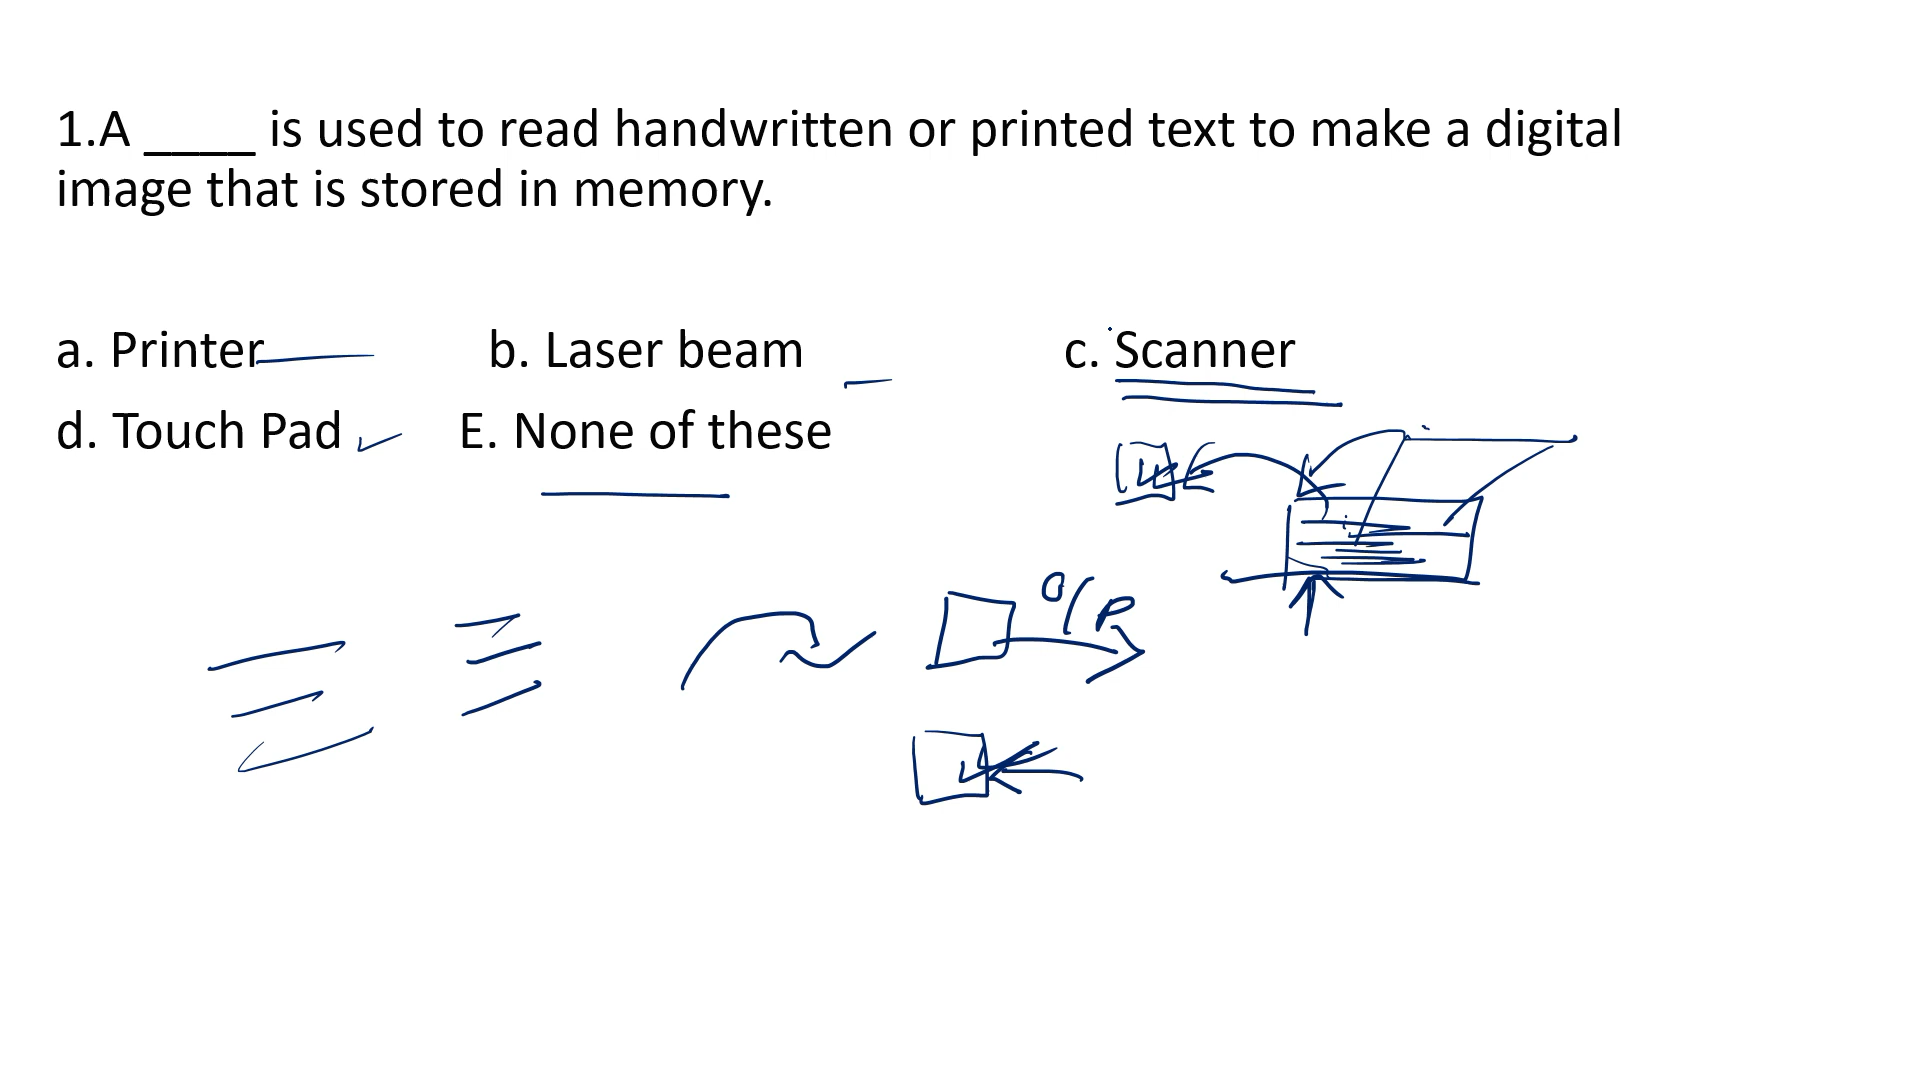 1.A ____ is used to read handwritten or printed text to make a digital
image that is stored in memory.
a. Printer b. Laser beam c. Scanner
d. Touch Pad E. None of these
O/P